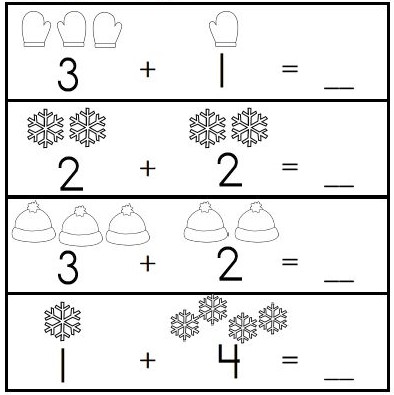 3 + 1 = __
2 + 2 = __
3 + 2 = __
1 + 4 = __